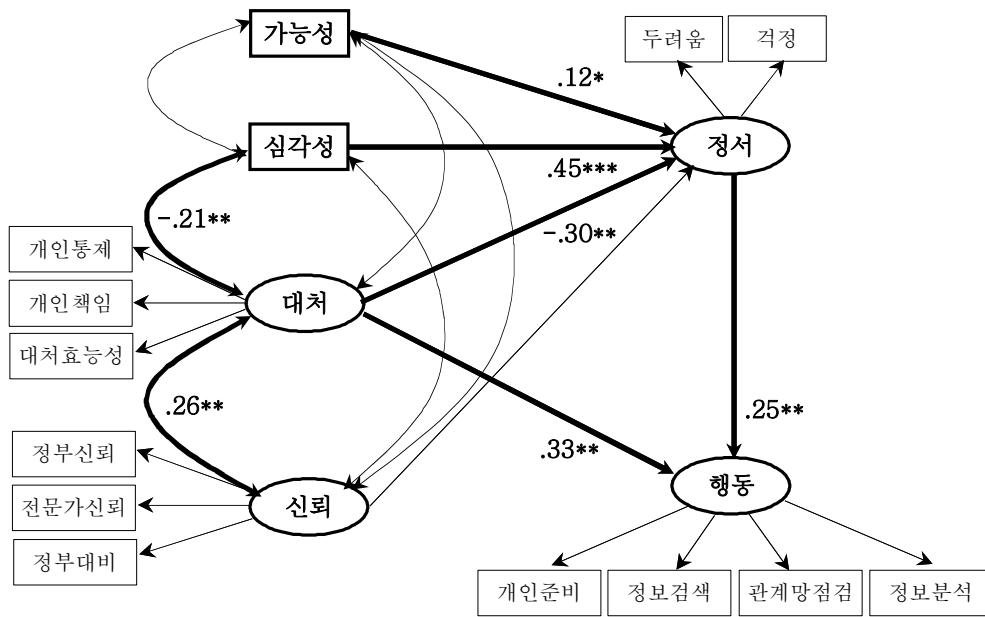 가능성
두려움
걱정
.12*
심각성
정서
.45***
-.21**
-.30**
개인통제
개인책임
대처
대처효능성
.26**
.25**
.33**
정부신뢰
전문가신뢰
신뢰
행동
정부대비
개인준비
정보검색
관계망점검
정보분석